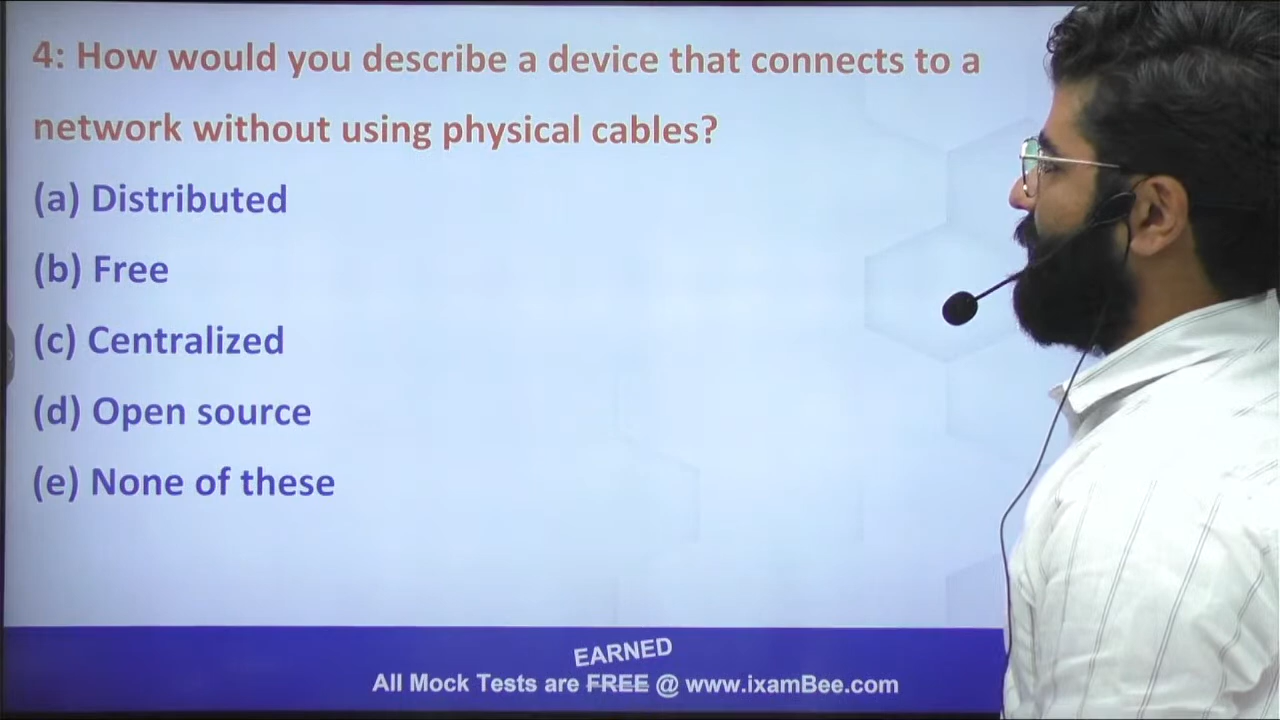 4: How would you describe a device that connects to a
network without using physical cables?
(a) Distributed
(b) Free
(c) Centralized
(d) Open source
(e) None of these
EARNED
All Mock Tests are FREE @ www.ixamBee.com